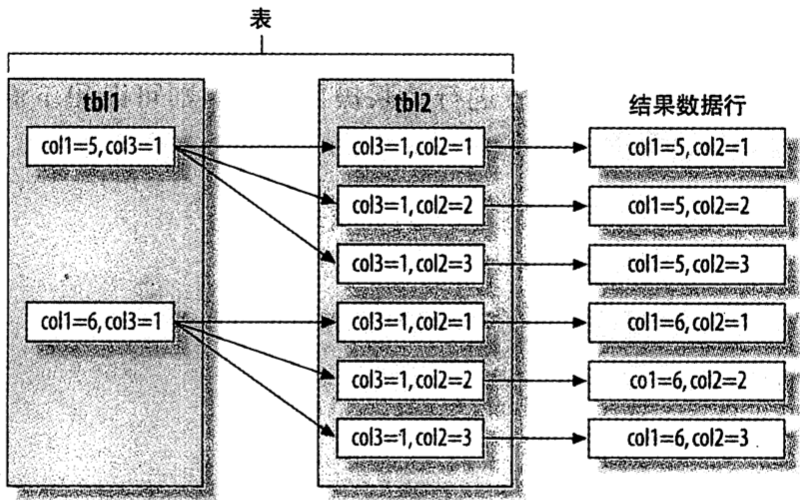 表
tbl1
tbl2
结果数据行
col1=5,col3=1
col3=1,col2=1
col1=5,col2=1
col3=1,col2=2
col1=5,col2=2
col3=1,col2=3
col1=5,col2=3
col1=6,col3=1
col3=1,col2=1
col1=6,col2=1
col3=1,col2=2
co1=6,col2=2
col3=1,col2=3
col1=6,col2=3